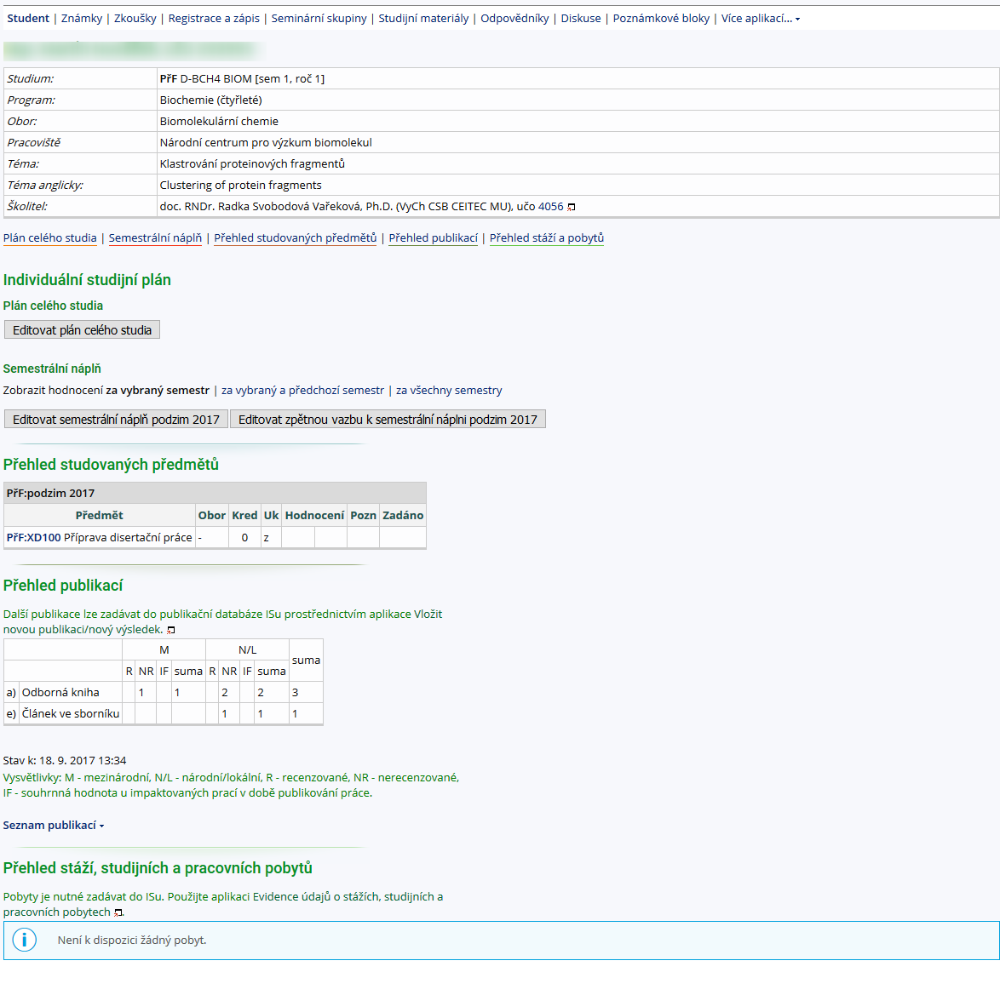 Student | Známky | Zkoušky | Registrace a zápis | Seminární skupiny | Studijní materiály | Odpovědníky | Diskuse | Poznámkové bloky | Více aplikací...
Studium: PřF D-BCH4 BIOM [sem 1, roč 1]
Program: Biochemie (čtyřleté)
Obor: Biomolekulární chemie
Pracoviště Národní centrum pro výzkum biomolekul
Téma: Klastrování proteinových fragmentů
Téma anglicky: Clustering of protein fragments
Školitel: doc. RNDr. Radka Svobodová Vařeková, Ph.D. (VyCh CSB CEITEC MU), učo 4056
Plán celého studia | Semestrální náplň | Přehled studovaných předmětů | Přehled publikací | Přehled stáží a pobytů
Individuální studijní plán
Plán celého studia
Editovat plán celého studia
Semestrální náplň
Zobrazit hodnocení za vybraný semestr | za vybraný a předchozí semestr | za všechny semestry
Editovat semestrální náplň podzim 2017 Editovat zpětnou vazbu k semestrální náplni podzim 2017
Přehled studovaných předmětů
PřF:podzim 2017
Předmět Obor Kred Uk Hodnocení Pozn Zadáno
PřF:XD100 Příprava disertační práce - 0 z
Přehled publikací
Další publikace lze zadávat do publikační databáze ISu prostřednictvím aplikace Vložit
novou publikaci/nový výsledek.
M N/L suma
R NR IF suma R NR IF suma
a) Odborná kniha 1 1 2 2 3
e) Článek ve sborníku 1 1 1
Stav k: 18. 9. 2017 13:34
Vysvětlivky: M - mezinárodní, N/L - národní/lokální, R - recenzované, NR - nerecenzované,
IF - souhrnná hodnota u impaktovaných prací v době publikování práce.
Seznam publikací
Přehled stáží, studijních a pracovních pobytů
Pobyty je nutné zadávat do ISu. Použijte aplikaci Evidence údajů o stážích, studijních a
pracovních pobytech .
Není k dispozici žádný pobyt.